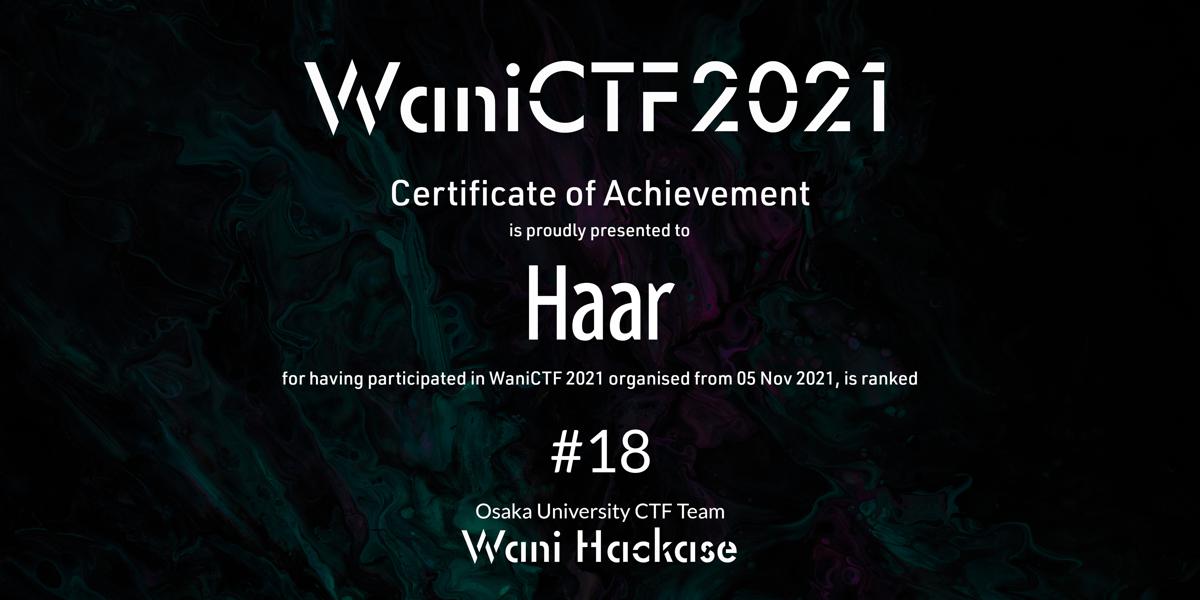 WaniCTF2021
Certificate of Achievement
is proudly presented to
Haar
for having participated in WaniCTF 2021 organised from 05 Nov 2021, is ranked
#18
Osaka University CTF Team
Wani Hackase